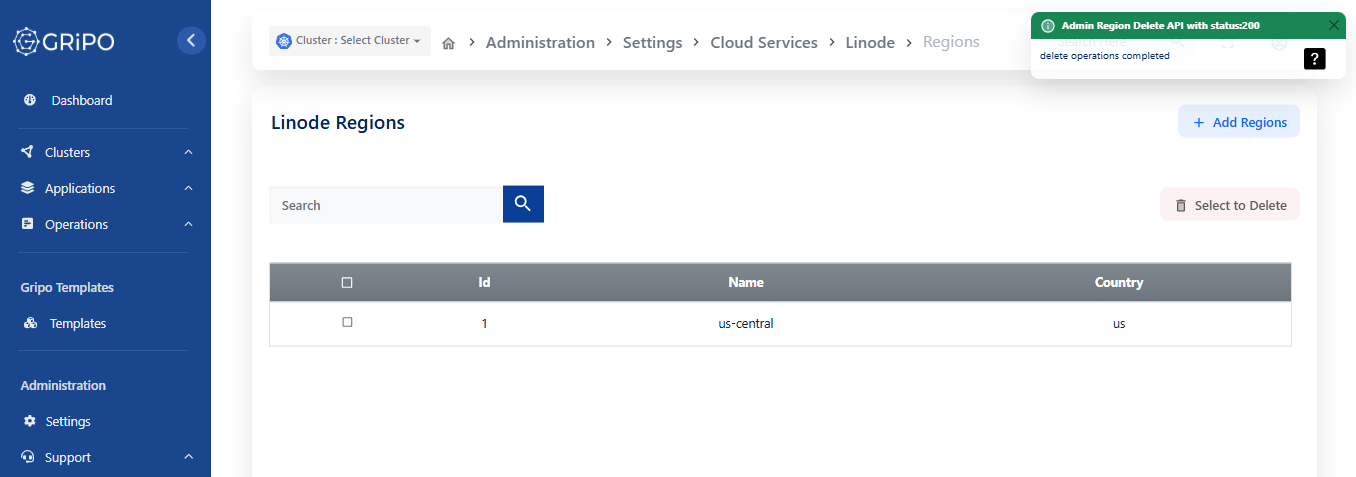 GRiPO
Dashboard
Clusters
Applications
Operations
Gripo Templates
Templates
Administration
Settings
Support
Cluster : Select Cluster
Administration > Settings > Cloud Services > Linode > Regions
Admin Region Delete API with status:200
Search Here
delete operations completed
?
Linode Regions
+ Add Regions
Search
Select to Delete
Id Name Country
1 us-central us